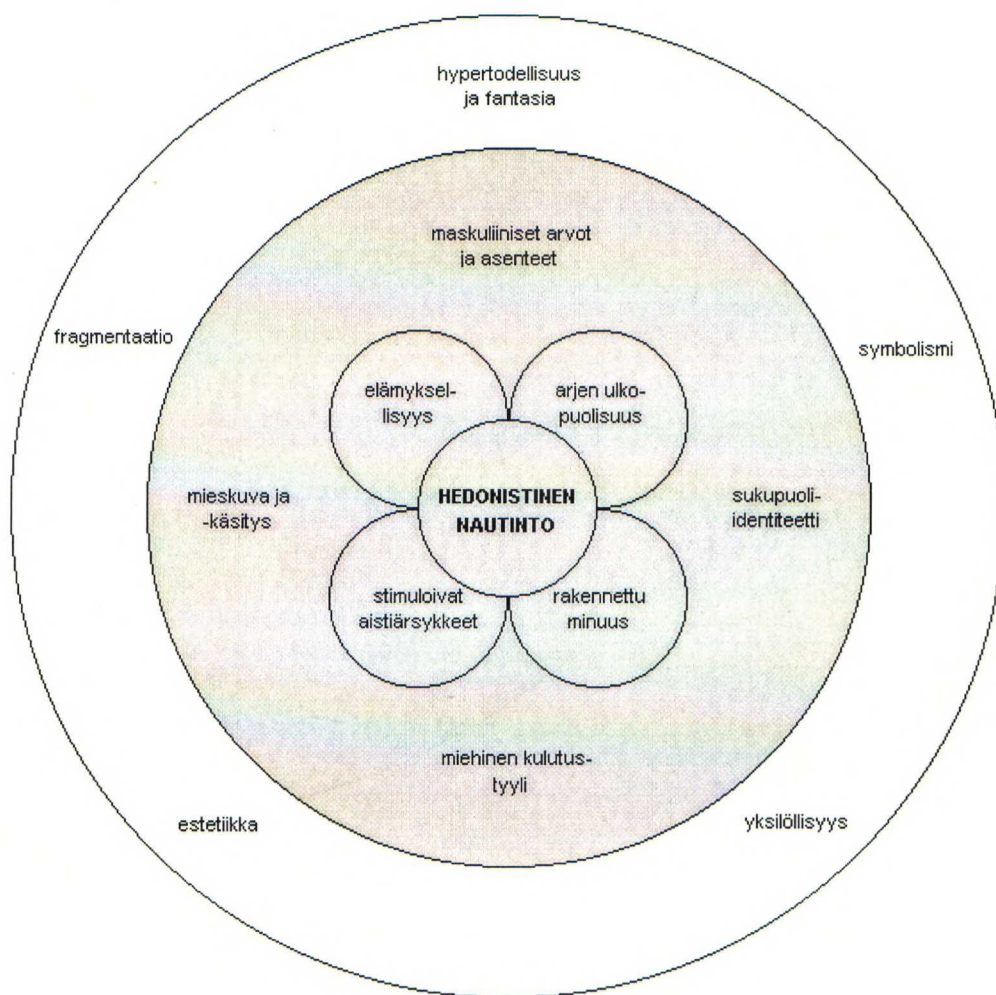 hypertodellisuus
ja fantasia
maskuliiniset arvot
ja asenteet
fragmentaatio
symbolismi
elämyksel-
lisyys
arjen ulko-
puolisuus
mieskuva ja
-käsitys
HEDONISTINEN
NAUTINTO
sukupuoli-
identiteetti
stimuloivat
aistiärsykkeet
rakennettu
minuus
miehinen kulutus-
tyyli
estetiikka
yksilöllisyys